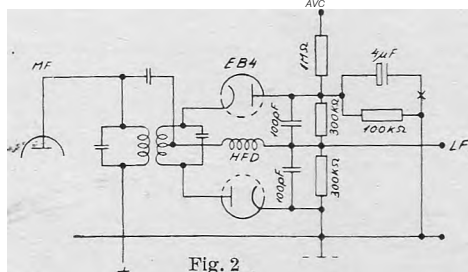 AVC
MF
EB4
1MΩ
4µF
100pF
300KΩ
100KΩ
HFD
LF
100pF
300KΩ
Fig. 2